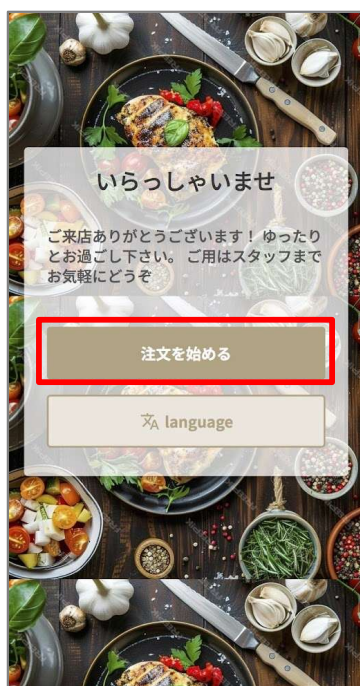 いらっしゃいませ
ご来店ありがとうございます！ ゆったり
とお過ごし下さい。 ご用はスタッフまで
お気軽にどうぞ
注文を始める
language